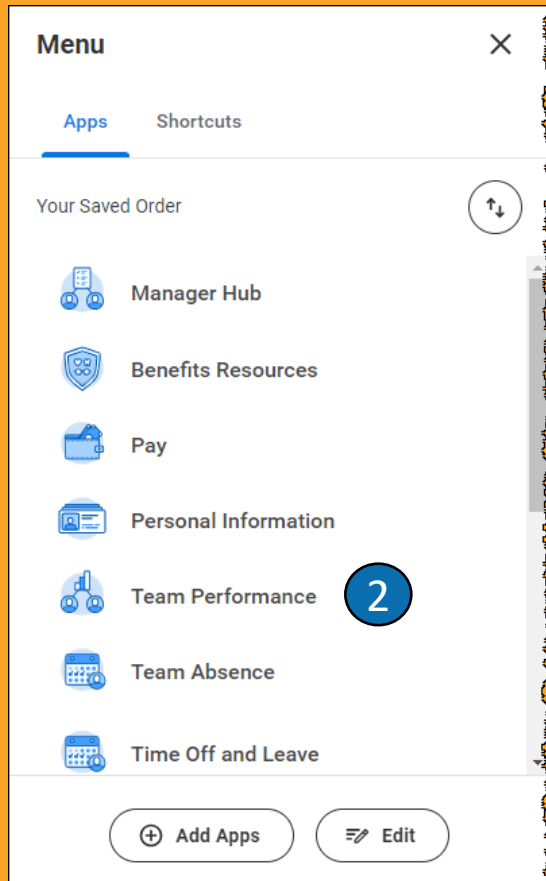 Menu
Apps Shortcuts
Your Saved Order
Manager Hub
Benefits Resources
Pay
Personal Information
Team Performance 2
Team Absence
Time Off and Leave
Add Apps Edit